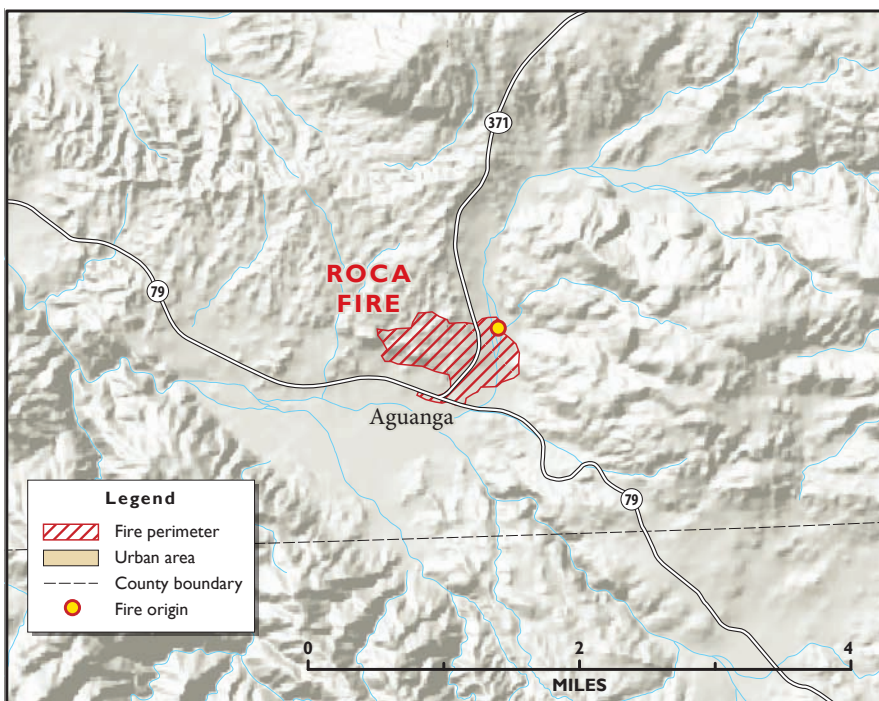 371
ROCA
FIRE
79
Aguanga
Legend
Fire perimeter
Urban area
County boundary
Fire origin
79
0 2 4
MILES